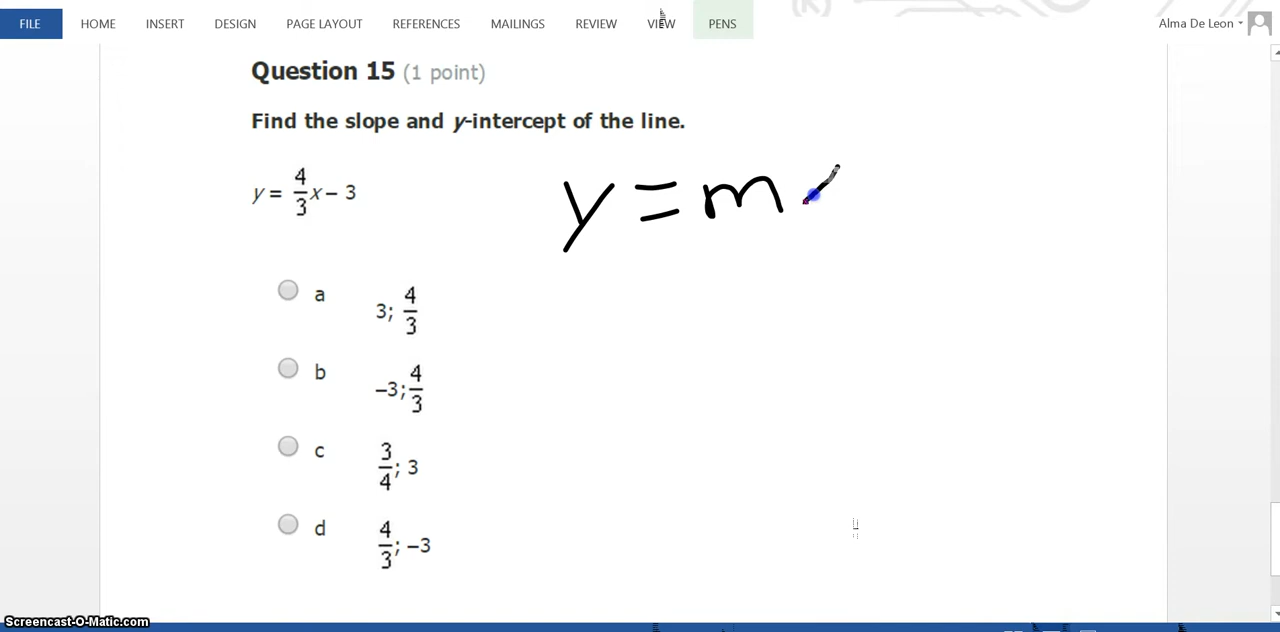 FILE HOME INSERT DESIGN PAGE LAYOUT REFERENCES MAILINGS REVIEW VIEW PENS Alma De Leon
Question 15 (1 point)
Find the slope and y-intercept of the line.
y = 4/3 x – 3
y = m
a 3; 4/3
b –3; 4/3
c 3/4; 3
d 4/3; –3
Screencast-O-Matic.com